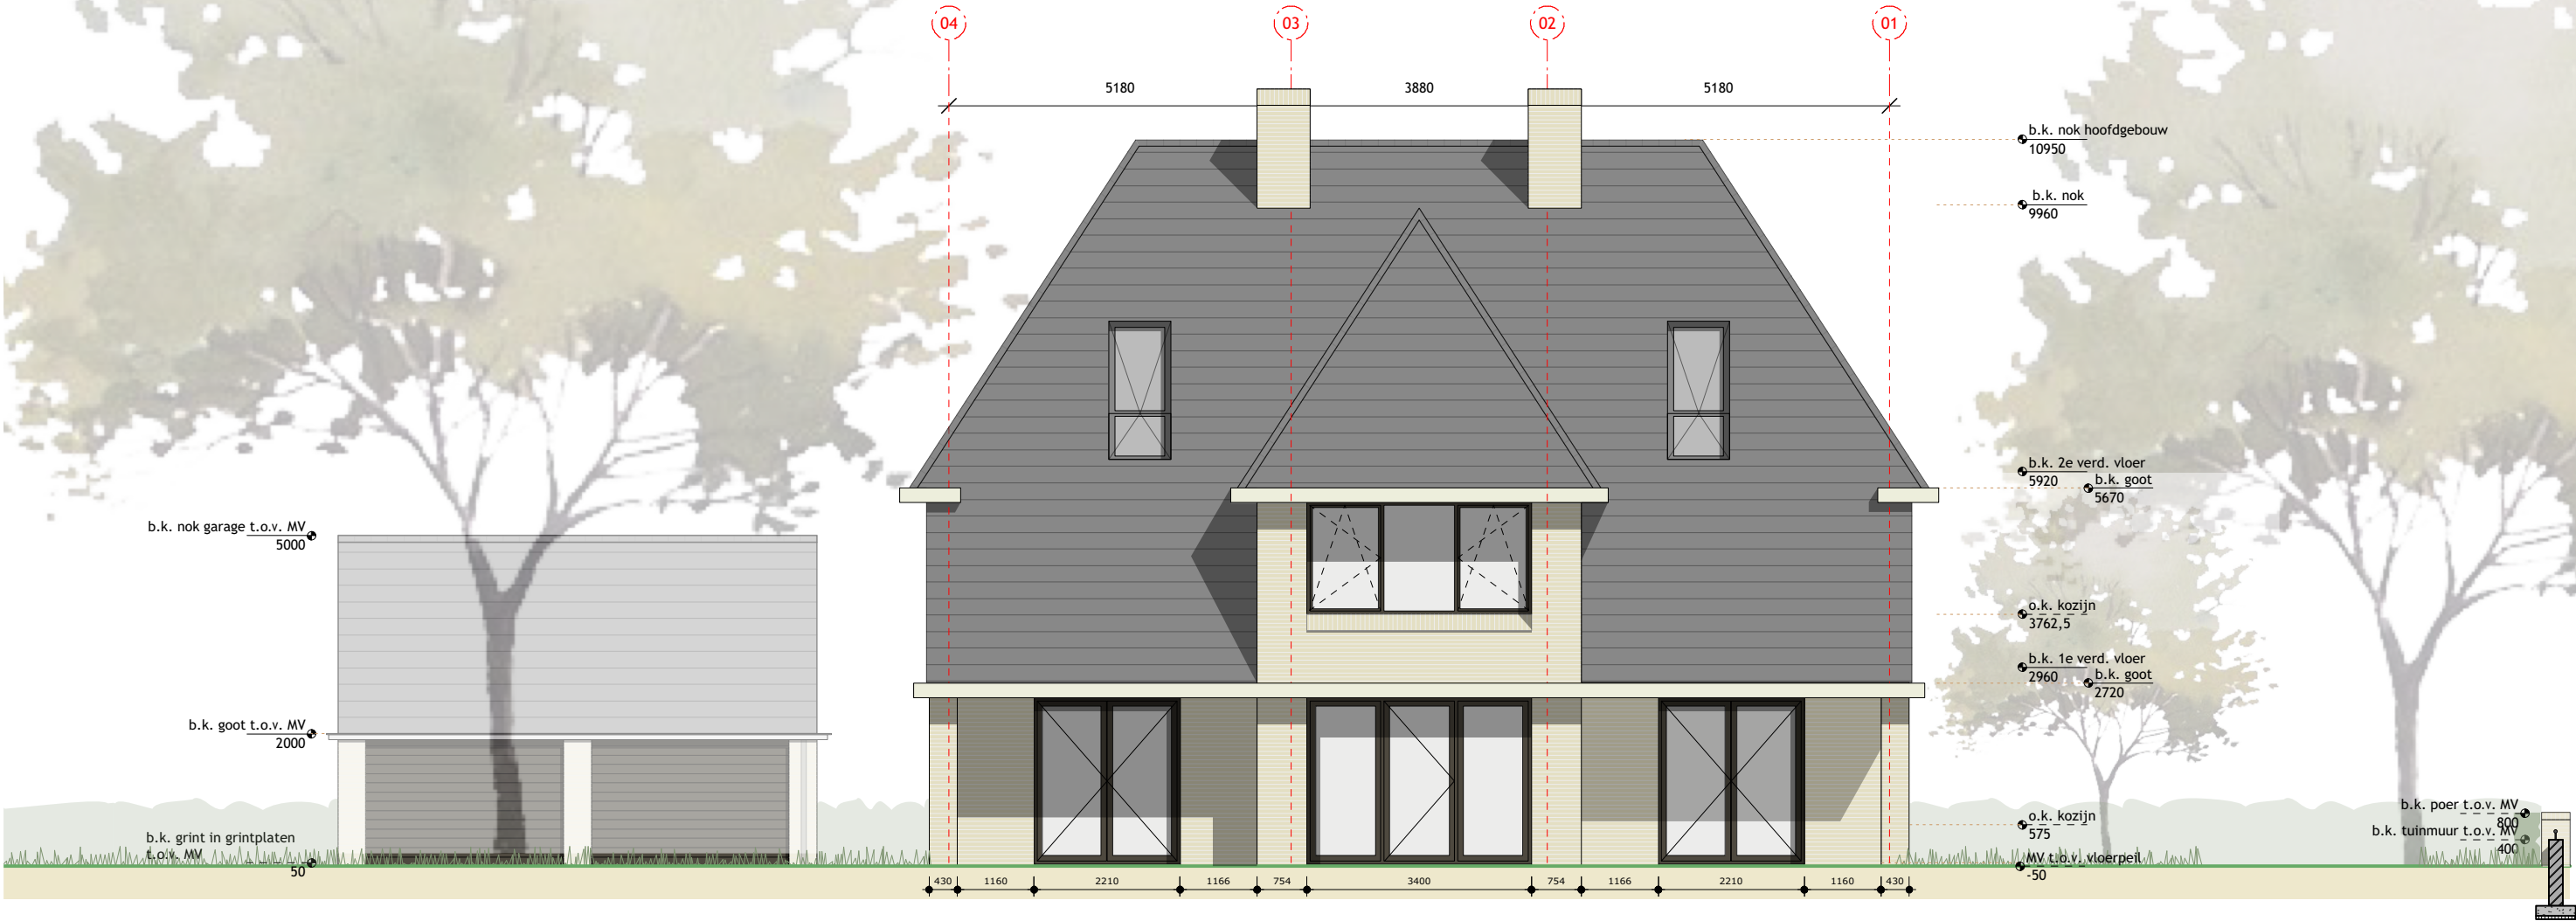 04 03 02 01
5180 3880 5180
b.k. nok hoofdgebouw
10950
b.k. nok
9960
b.k. 2e verd. vloer
5920
b.k. goot
5670
b.k. nok garage t.o.v. MV
5000
o.k. kozijn
3762,5
b.k. 1e verd. vloer
2960
b.k. goot
2720
b.k. goot t.o.v. MV
2000
b.k. poer t.o.v. MV
800
o.k. kozijn
575
b.k. tuinmuur t.o.v. MV
400
b.k. grint in grintplaten
t.o.v. MV
50
MV t.o.v. vloerpeil
-50
430 1160 2210 1166 754 3400 754 1166 2210 1160 430